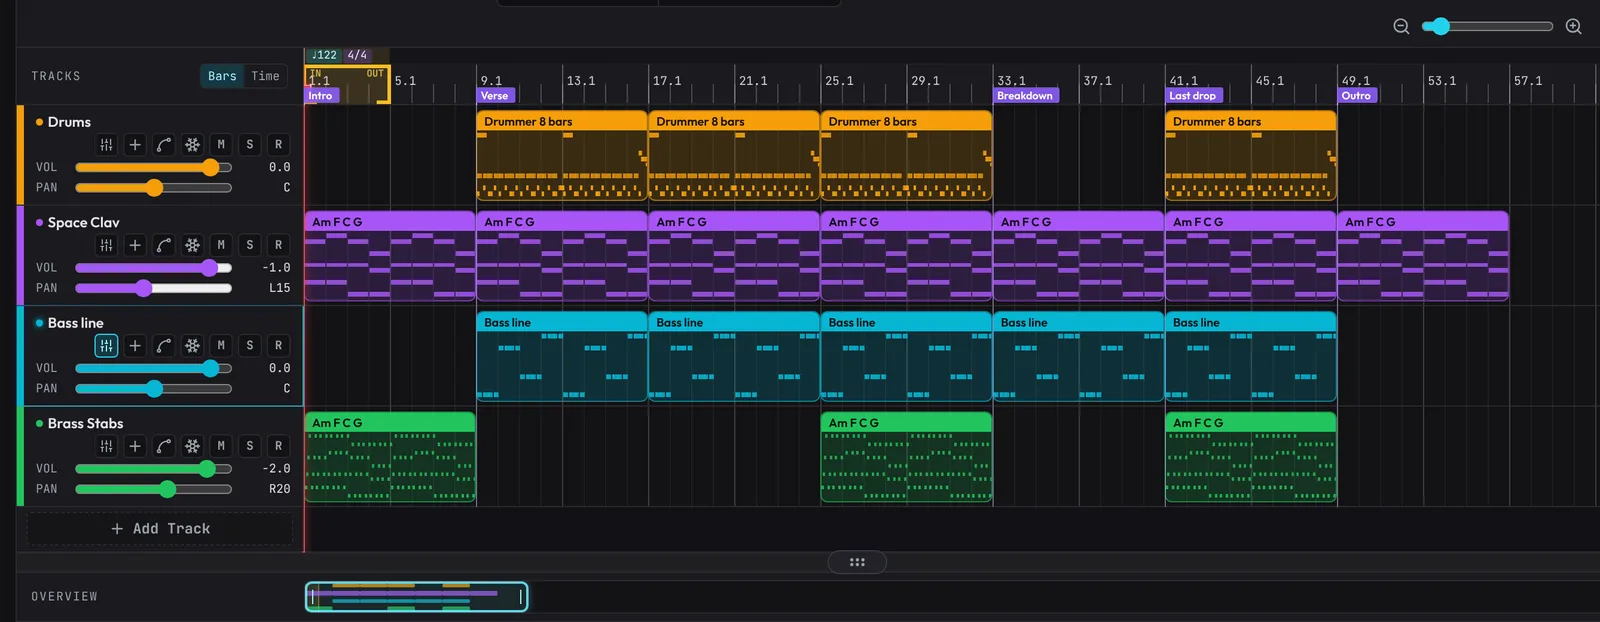 ♩122 4/4
TRACKS Bars Time
IN OUT
1.1 5.1 9.1 13.1 17.1 21.1 25.1 29.1 33.1 37.1 41.1 45.1 49.1 53.1 57.1
Intro Verse Breakdown Last drop Outro
Drums
M S R
VOL 0.0
PAN C
Drummer 8 bars Drummer 8 bars Drummer 8 bars Drummer 8 bars
Space Clav
M S R
VOL -1.0
PAN L15
Am F C G Am F C G Am F C G Am F C G Am F C G Am F C G Am F C G
Bass line
M S R
VOL 0.0
PAN C
Bass line Bass line Bass line Bass line Bass line
Brass Stabs
M S R
VOL -2.0
PAN R20
Am F C G Am F C G Am F C G
+ Add Track
OVERVIEW